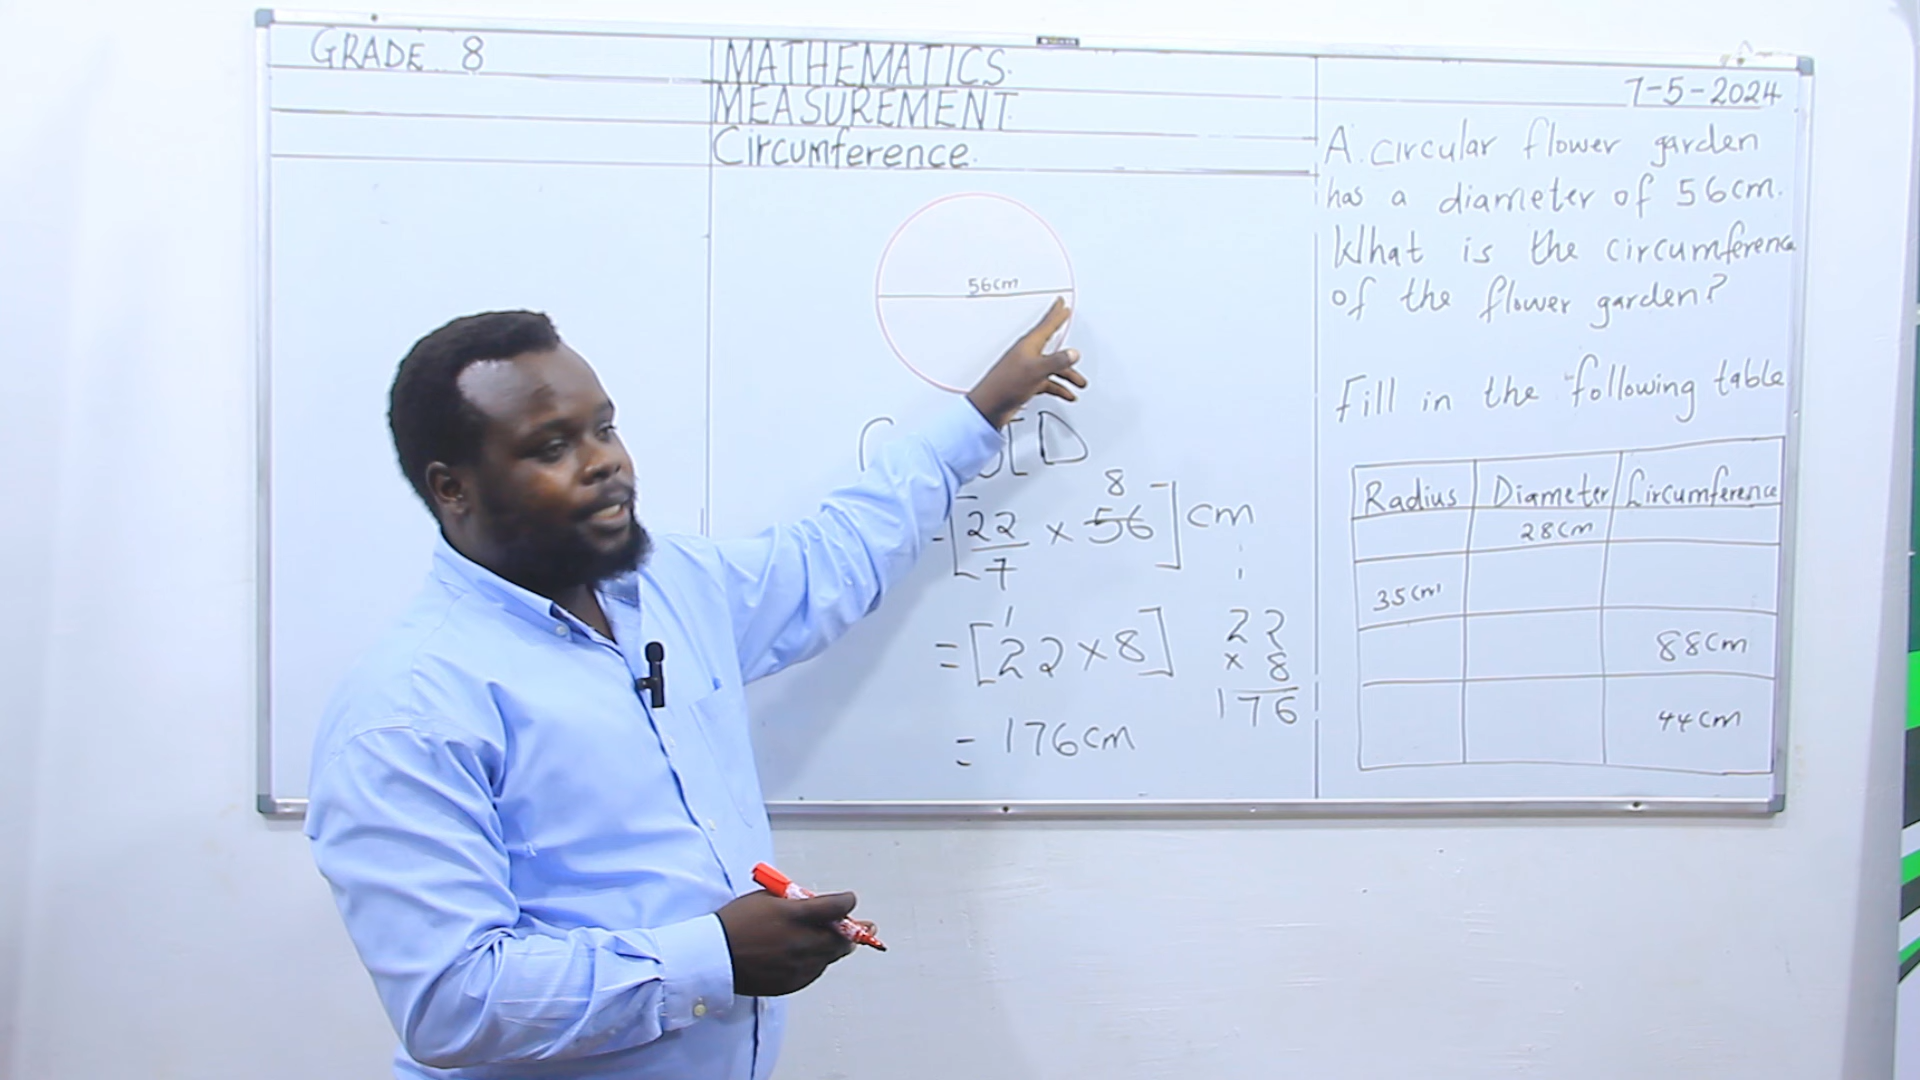 GRADE 8
MATHEMATICS.
MEASUREMENT
Circumference.
56cm
8
[22 × 56] cm
7
1
= [22 × 8]
= 176cm
22
× 8
176
7-5-2024
A circular flower garden
has a diameter of 56cm.
What is the circumference
of the flower garden?
Fill in the following table
Radius Diameter Circumference
28cm
35cm
88cm
44cm